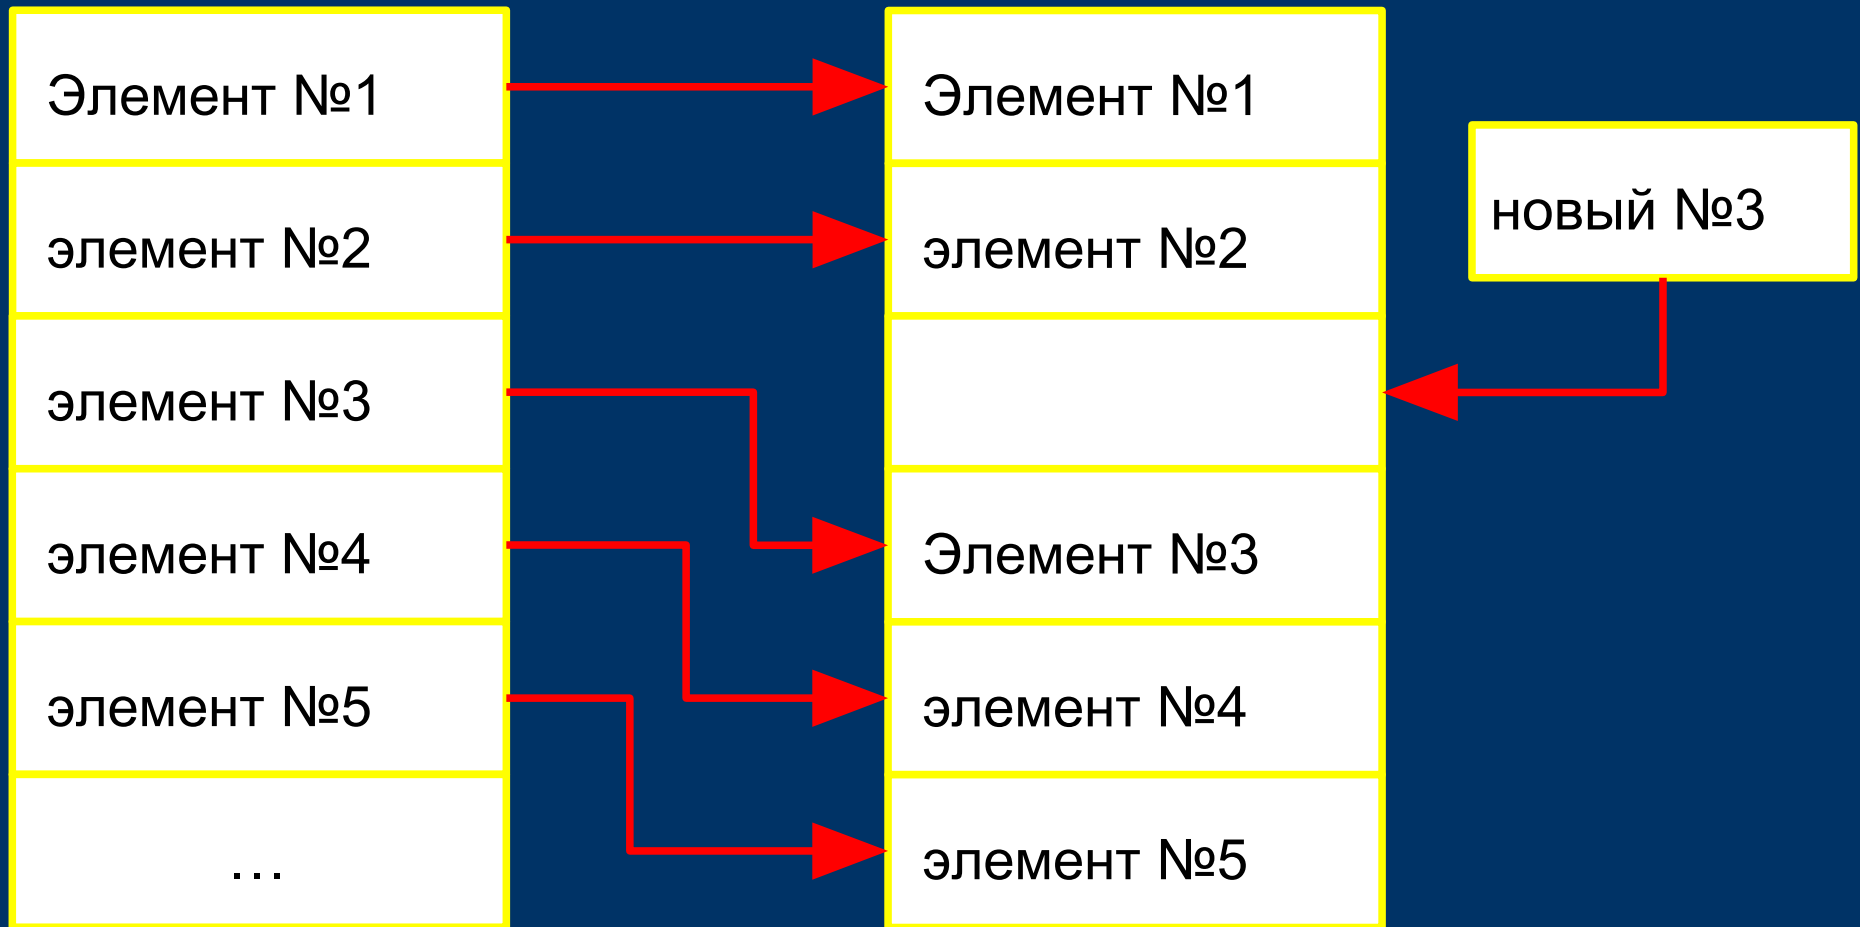 Элемент №1
элемент №2
элемент №3
элемент №4
элемент №5
...
Элемент №1
элемент №2
Элемент №3
элемент №4
элемент №5
новый №3